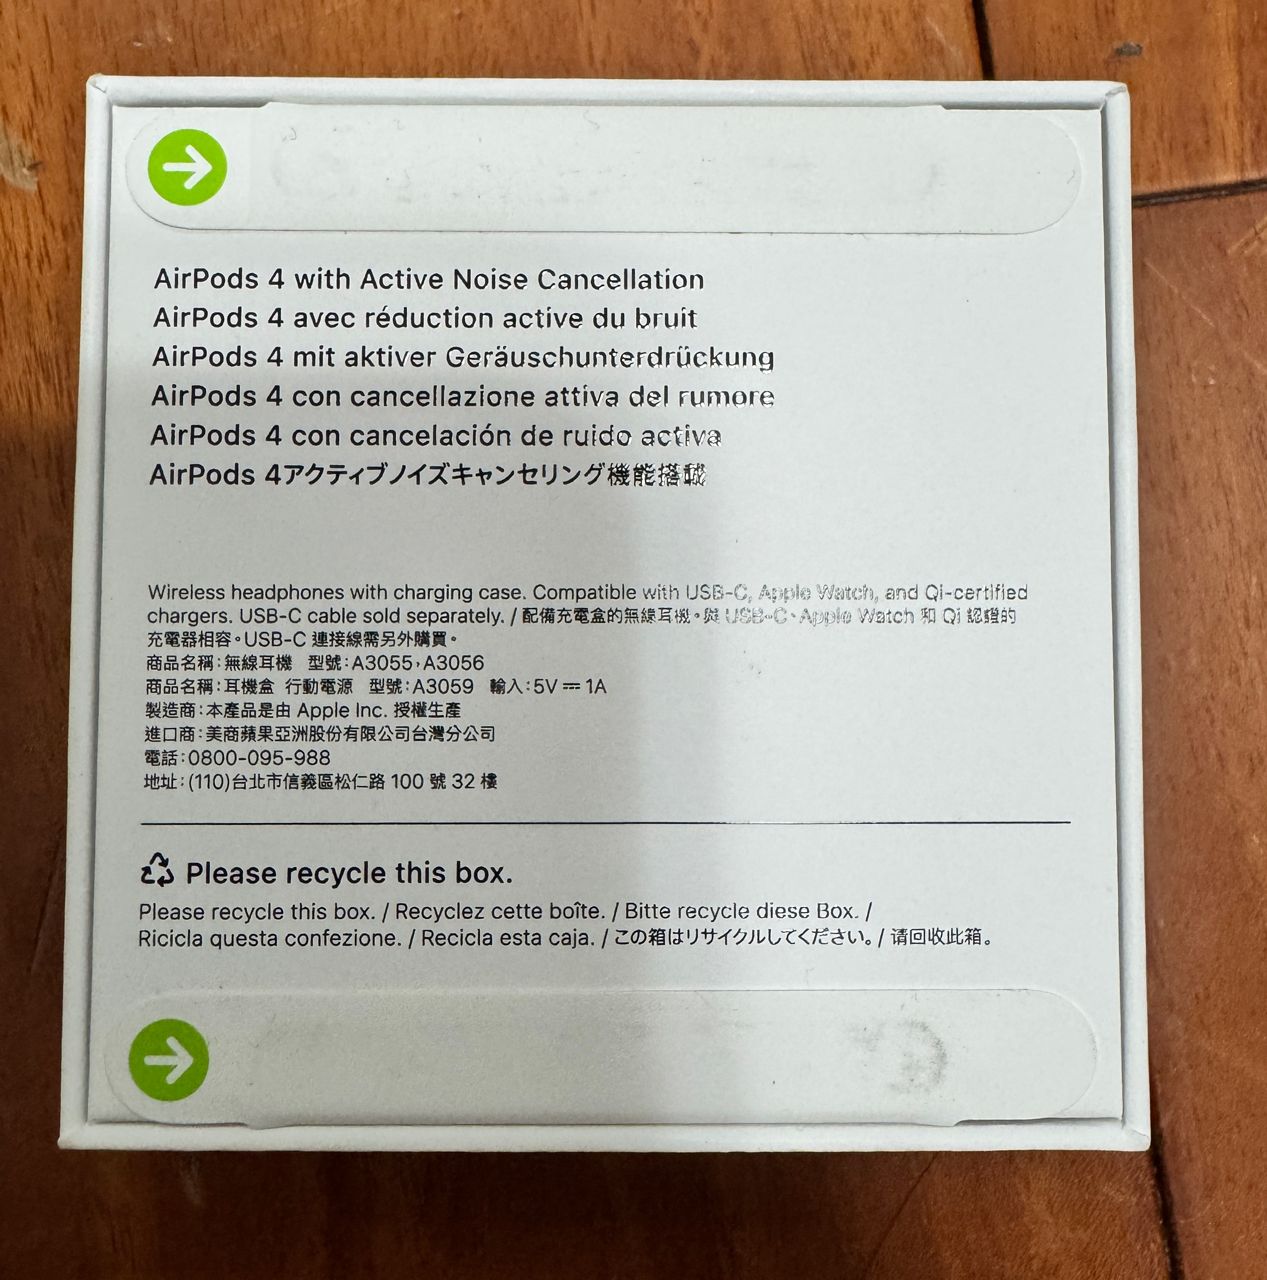 AirPods 4 with Active Noise Cancellation
AirPods 4 avec réduction active du bruit
AirPods 4 mit aktiver Geräuschunterdrückung
AirPods 4 con cancellazione attiva del rumore
AirPods 4 con cancelación de ruido activa
AirPods 4アクティブノイズキャンセリング機能搭載
Wireless headphones with charging case. Compatible with USB-C, Apple Watch, and Qi-certified
chargers. USB-C cable sold separately. / 配備充電盒的無線耳機。與 USB-C、Apple Watch 和 Qi 認證的
充電器相容。USB-C 連接線需另外購買。
商品名稱：無線耳機 型號：A3055，A3056
商品名稱：耳機盒 行動電源 型號：A3059 輸入：5V ⎓ 1A
製造商：本產品是由 Apple Inc. 授權生產
進口商：美商蘋果亞洲股份有限公司台灣分公司
電話：0800-095-988
地址：(110)台北市信義區松仁路 100 號 32 樓
Please recycle this box.
Please recycle this box. / Recyclez cette boîte. / Bitte recycle diese Box. /
Ricicla questa confezione. / Recicla esta caja. / この箱はリサイクルしてください。/ 请回收此箱。